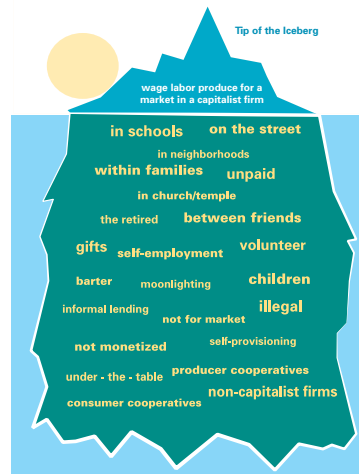 Tip of the Iceberg
wage labor produce for a
market in a capitalist firm
in schools
on the street
in neighborhoods
within families
unpaid
in church/temple
the retired
between friends
gifts
self-employment
volunteer
barter
moonlighting
children
informal lending
illegal
not for market
not monetized
self-provisioning
under - the - table
producer cooperatives
consumer cooperatives
non-capitalist firms